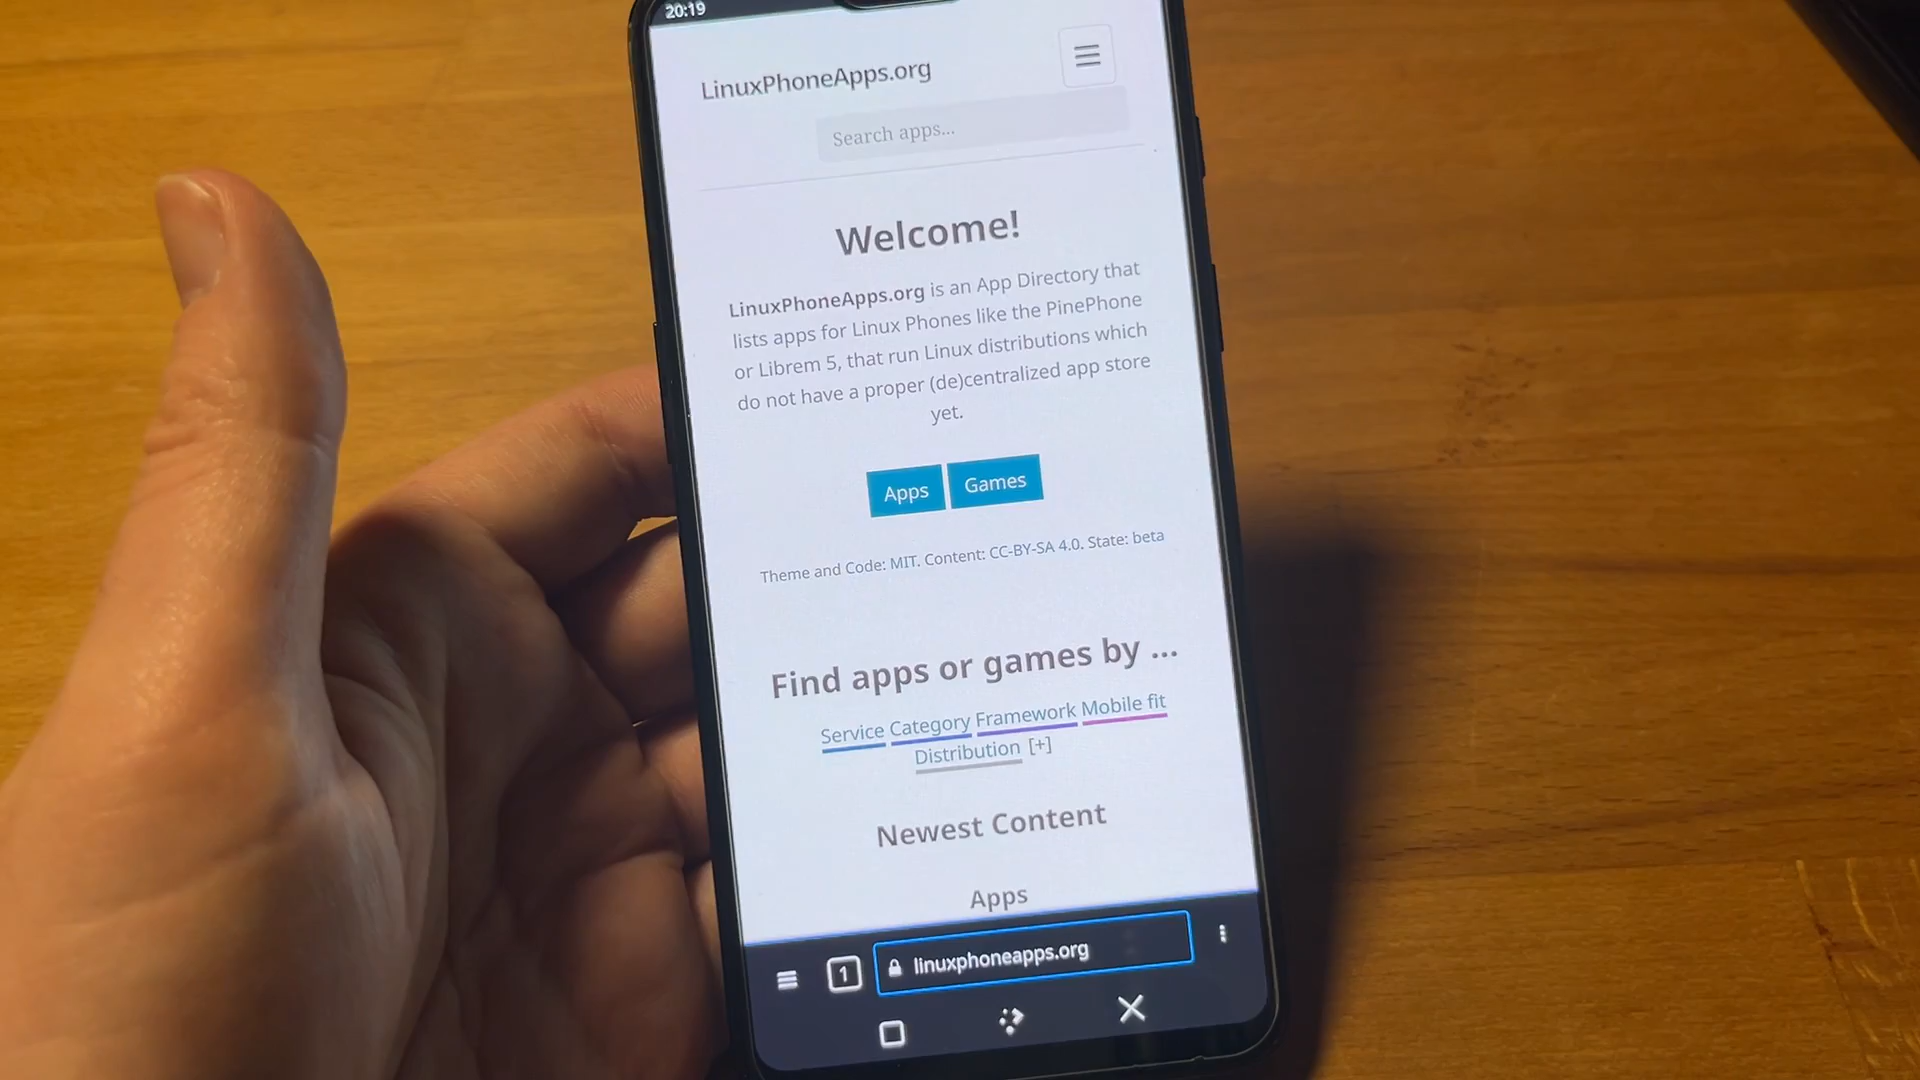 20:19
LinuxPhoneApps.org
Search apps...
Welcome!
LinuxPhoneApps.org is an App Directory that
lists apps for Linux Phones like the PinePhone
or Librem 5, that run Linux distributions which
do not have a proper (de)centralized app store
yet.
Apps Games
Theme and Code: MIT. Content: CC-BY-SA 4.0. State: beta
Find apps or games by ...
Service Category Framework Mobile fit
Distribution [+]
Newest Content
Apps
1 linuxphoneapps.org